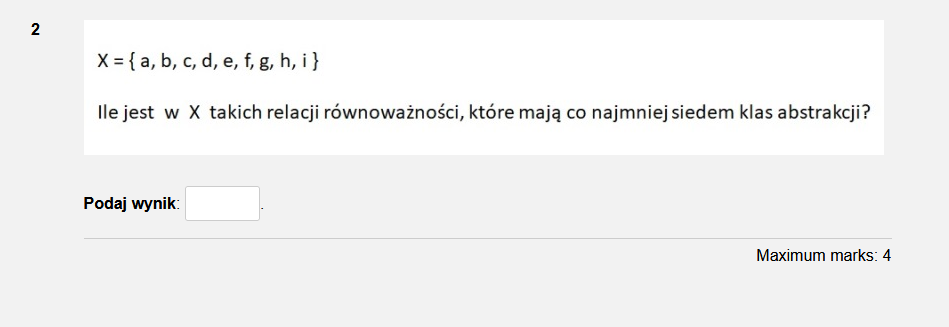 2
X = { a, b, c, d, e, f, g, h, i }
Ile jest w X takich relacji równoważności, które mają co najmniej siedem klas abstrakcji?
Podaj wynik: .
Maximum marks: 4